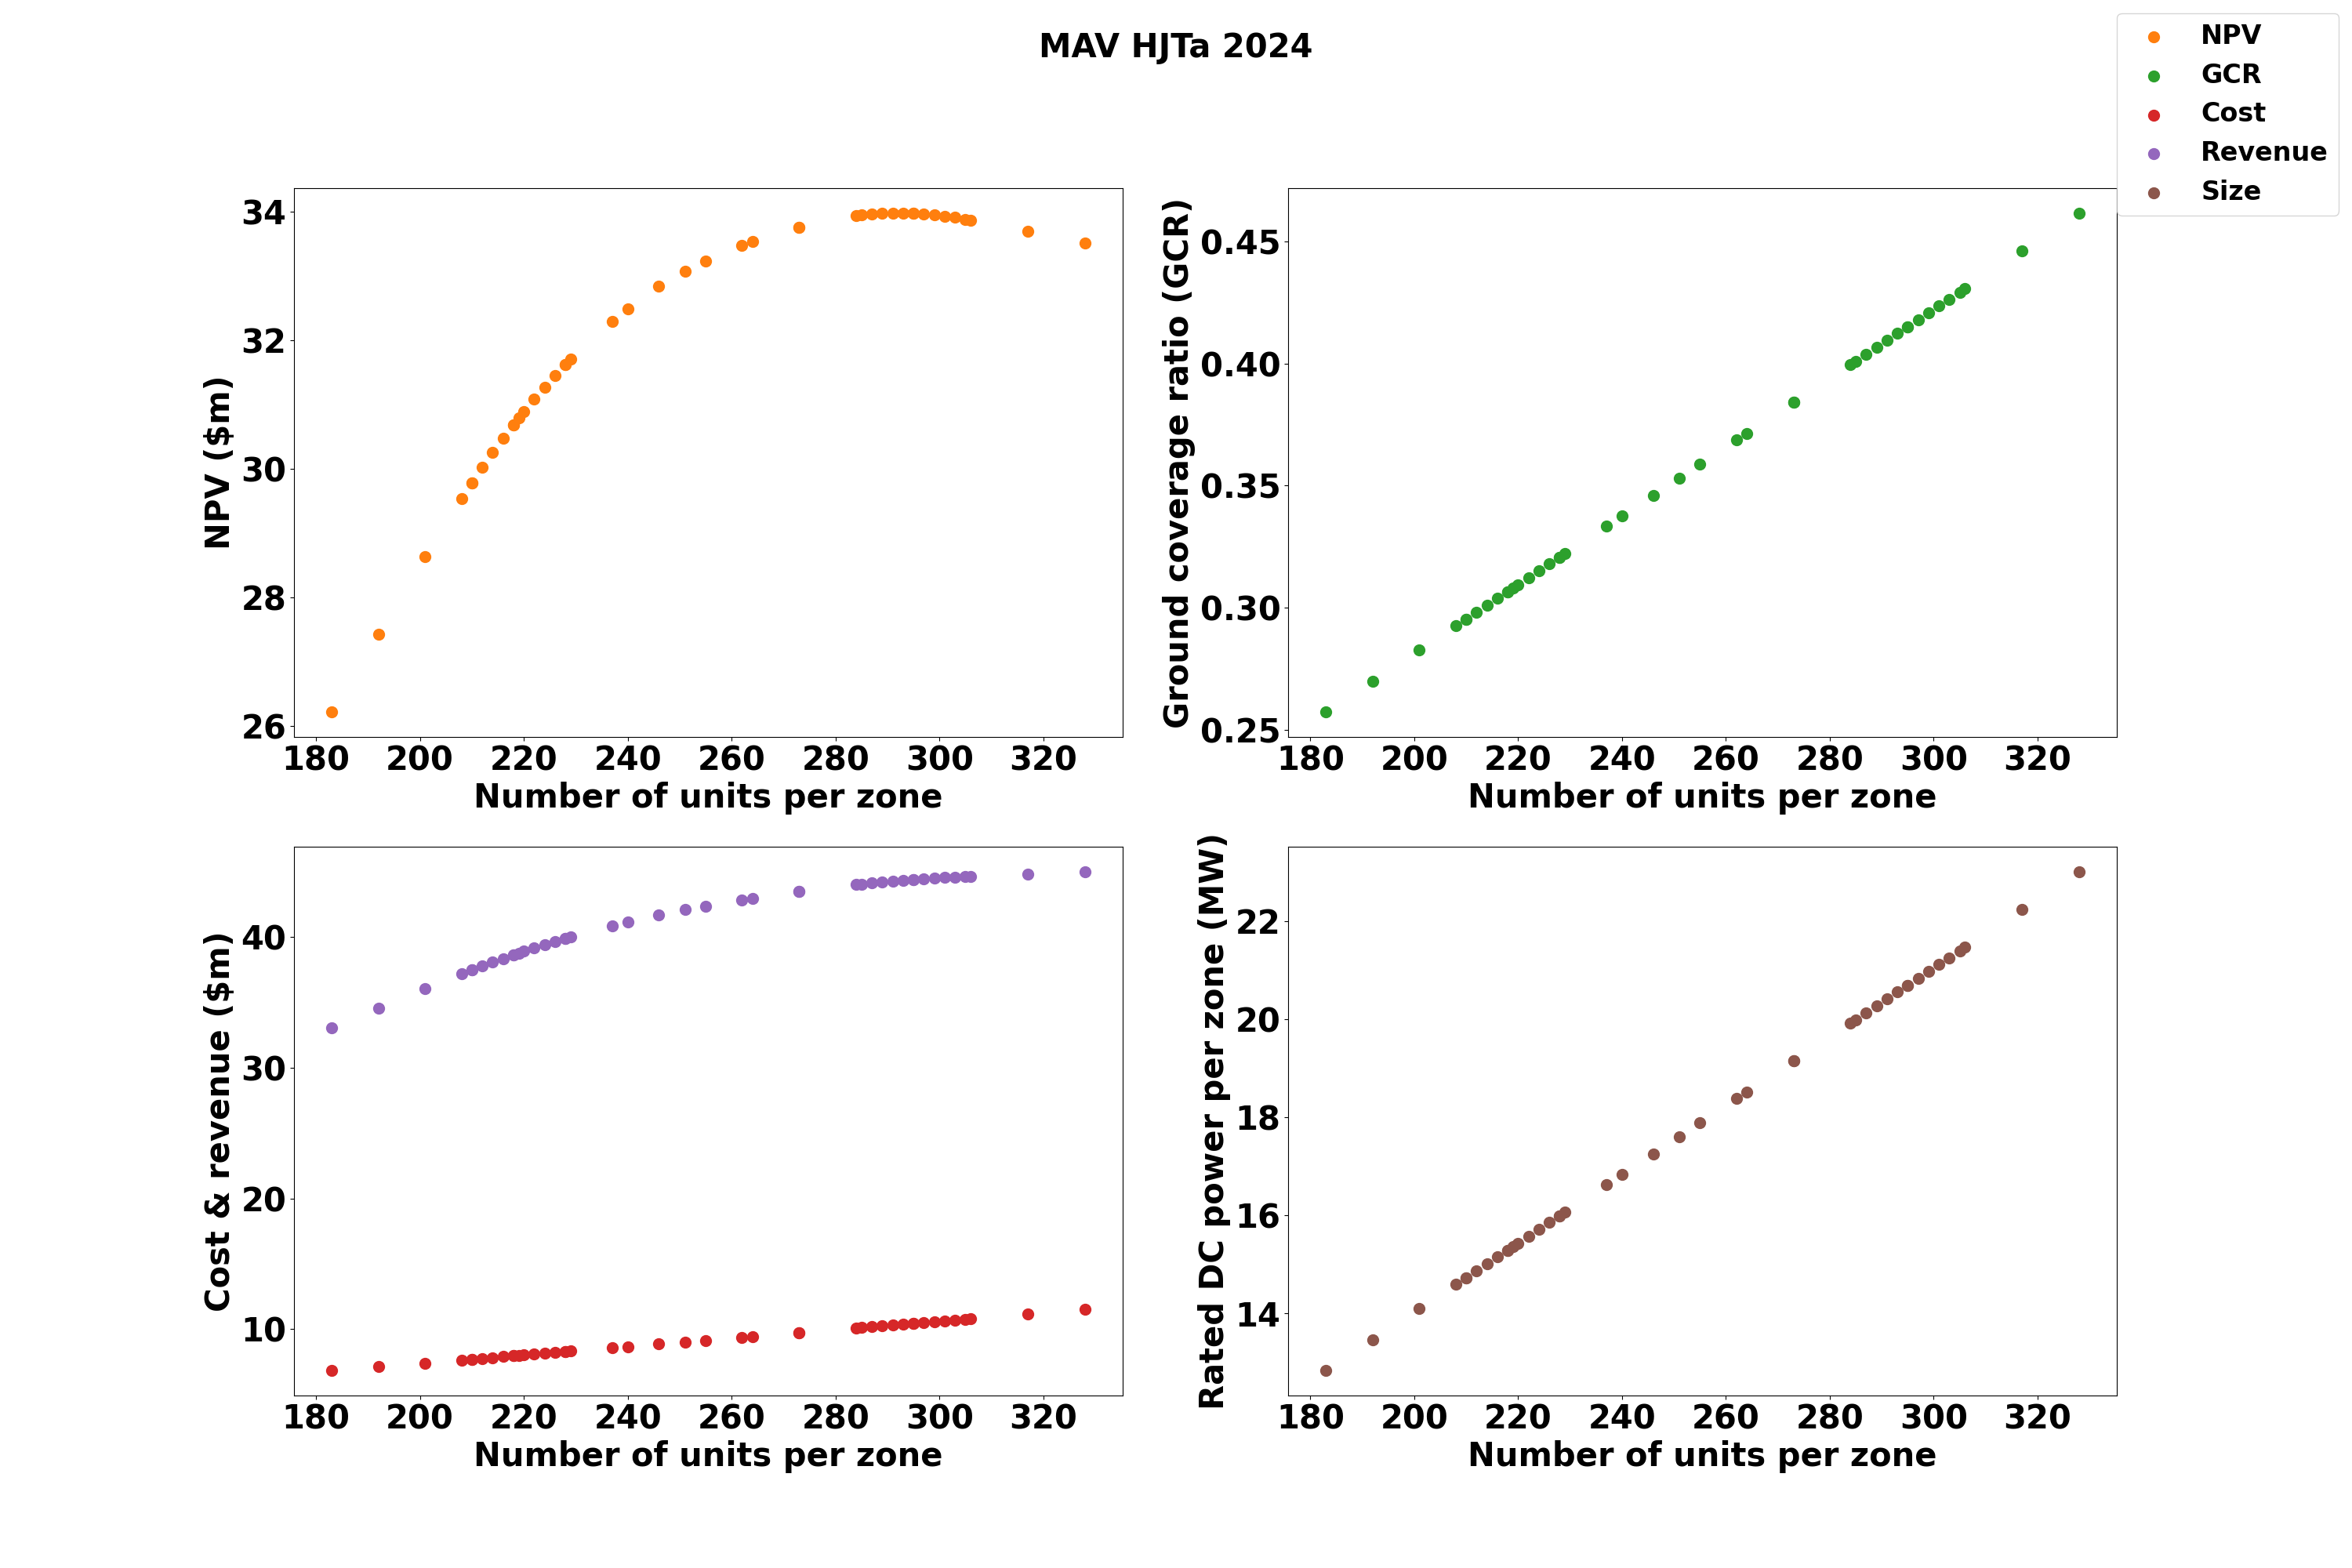 MAV HJTa 2024
NPV
GCR
Cost
Revenue
Size
NPV ($m)
34
32
30
28
26
180 200 220 240 260 280 300 320
Number of units per zone
Ground coverage ratio (GCR)
0.45
0.40
0.35
0.30
0.25
180 200 220 240 260 280 300 320
Number of units per zone
Cost & revenue ($m)
40
30
20
10
180 200 220 240 260 280 300 320
Number of units per zone
Rated DC power per zone (MW)
22
20
18
16
14
180 200 220 240 260 280 300 320
Number of units per zone